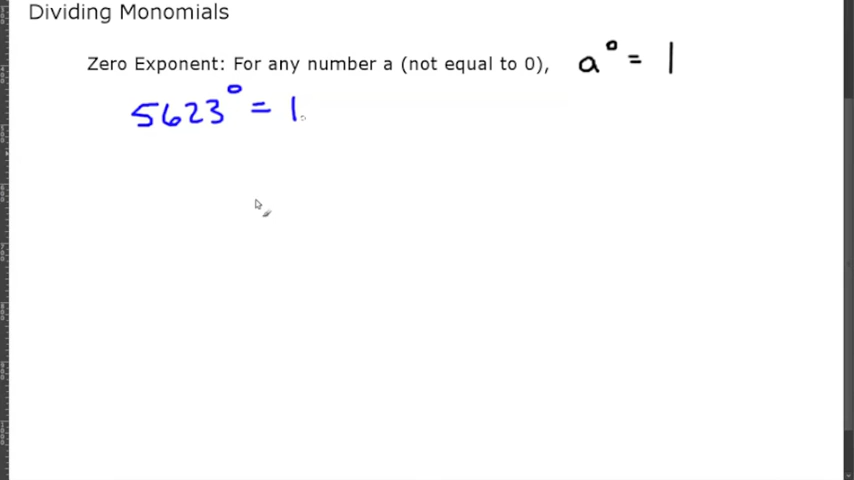 Dividing Monomials
Zero Exponent: For any number a (not equal to 0), a⁰ = 1
5623⁰ = 1